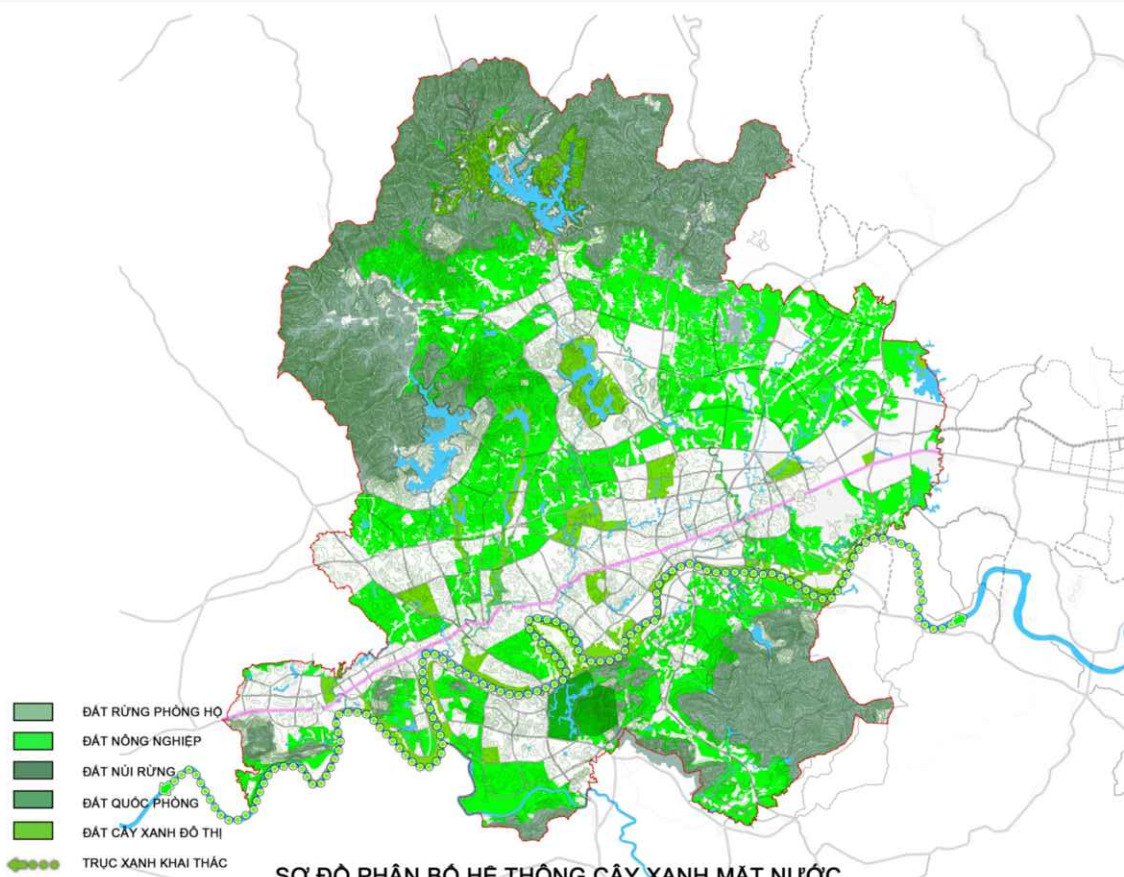 ĐẤT RỪNG PHÒNG HỘ
ĐẤT NÔNG NGHIỆP
ĐẤT NÚI RỪNG
ĐẤT QUỐC PHÒNG
ĐẤT CÂY XANH ĐÔ THỊ
TRỤC XANH KHAI THÁC
SƠ ĐỒ PHÂN BỐ HỆ THỐNG CÂY XANH MẶT NƯỚC